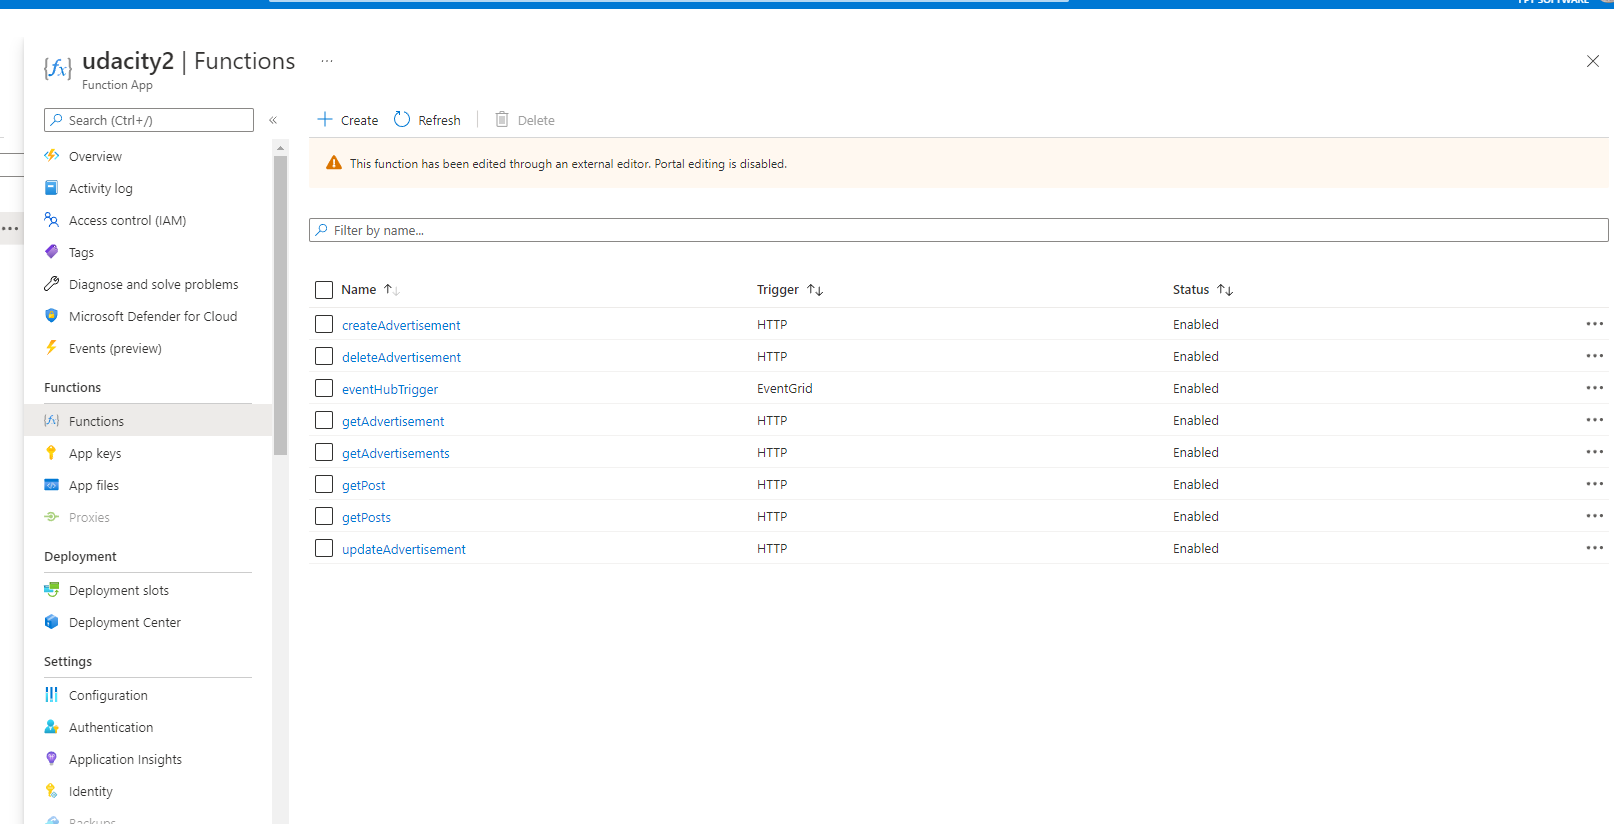 udacity2 | Functions ...
Function App
Search (Ctrl+/)
«
Overview
Activity log
Access control (IAM)
Tags
Diagnose and solve problems
Microsoft Defender for Cloud
Events (preview)
Functions
Functions
App keys
App files
Proxies
Deployment
Deployment slots
Deployment Center
Settings
Configuration
Authentication
Application Insights
Identity
Backups
Create Refresh Delete
This function has been edited through an external editor. Portal editing is disabled.
Filter by name...
Name Trigger Status
createAdvertisement HTTP Enabled
deleteAdvertisement HTTP Enabled
eventHubTrigger EventGrid Enabled
getAdvertisement HTTP Enabled
getAdvertisements HTTP Enabled
getPost HTTP Enabled
getPosts HTTP Enabled
updateAdvertisement HTTP Enabled